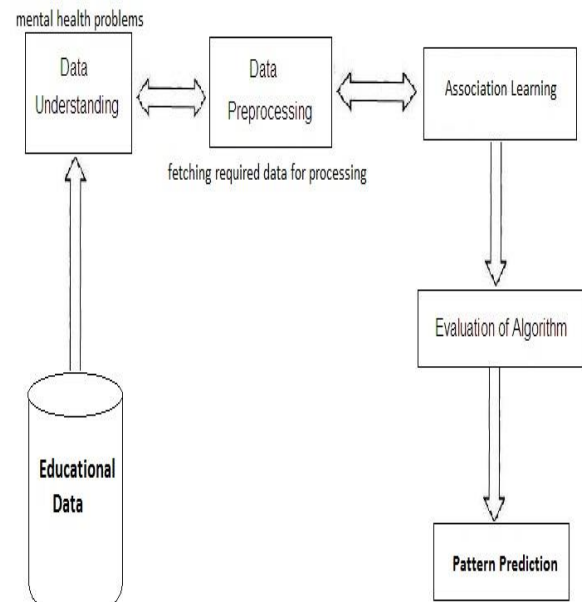 mental health problems
Data
Understanding
Data
Preprocessing
Association Learning
fetching required data for processing
Evaluation of Algorithm
Educational
Data
Pattern Prediction